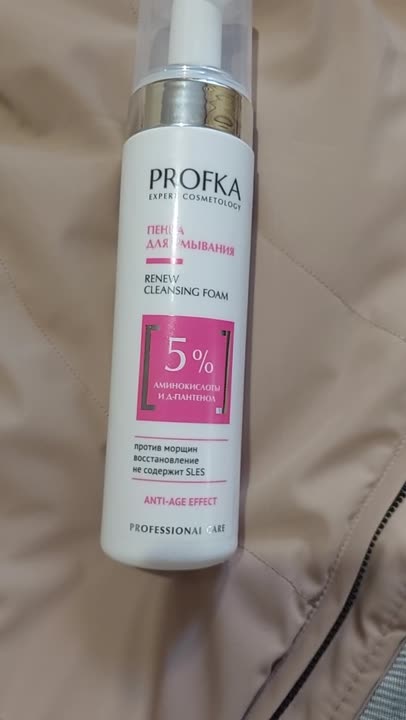 PROFKA
EXPERT COSMETOLOGY
ПЕНКА
ДЛЯ УМЫВАНИЯ
RENEW
CLEANSING FOAM
5%
АМИНОКИСЛОТЫ
И Д-ПАНТЕНОЛ
против морщин
восстановление
не содержит SLES
ANTI-AGE EFFECT
PROFESSIONAL CARE